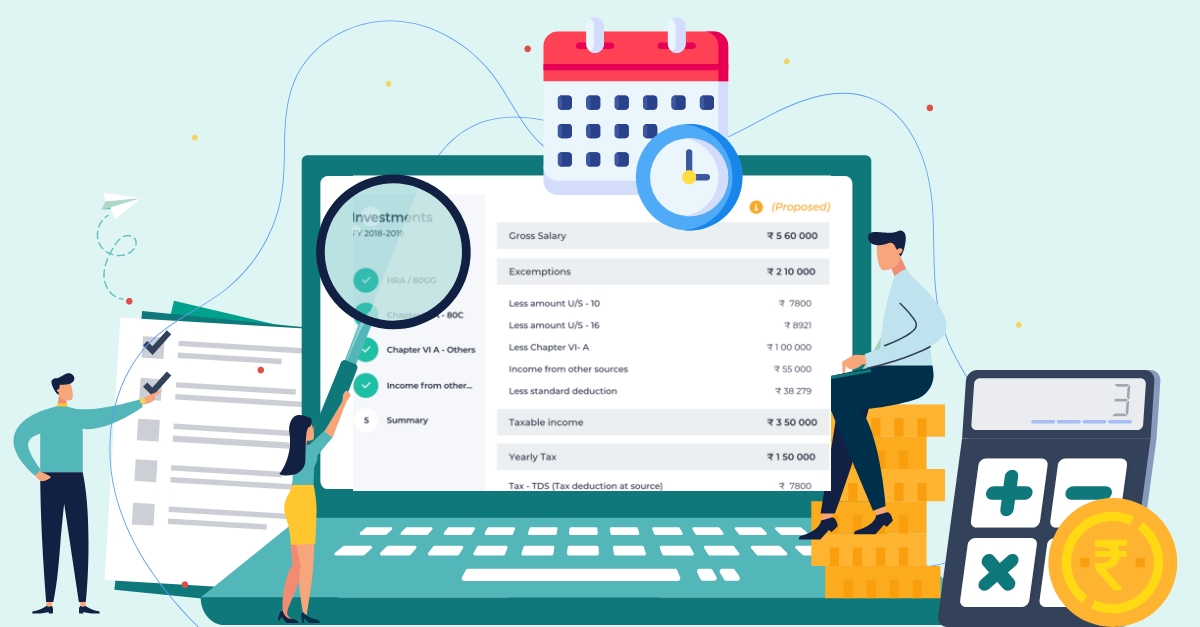 Investments
FY 2018-2019
HRA / 80GG
- 80C
Chapter VI A - Others
Income from other...
5 Summary
(Proposed)
Gross Salary ₹ 5 60 000
Excemptions ₹ 2 10 000
Less amount U/S - 10 ₹ 7800
Less amount U/S - 16 ₹ 8921
Less Chapter VI- A ₹ 1 00 000
Income from other sources ₹ 55 000
Less standard deduction ₹ 38 279
Taxable income ₹ 3 50 000
Yearly Tax ₹ 1 50 000
Tax - TDS (Tax deduction at source) ₹ 7800
3
₹